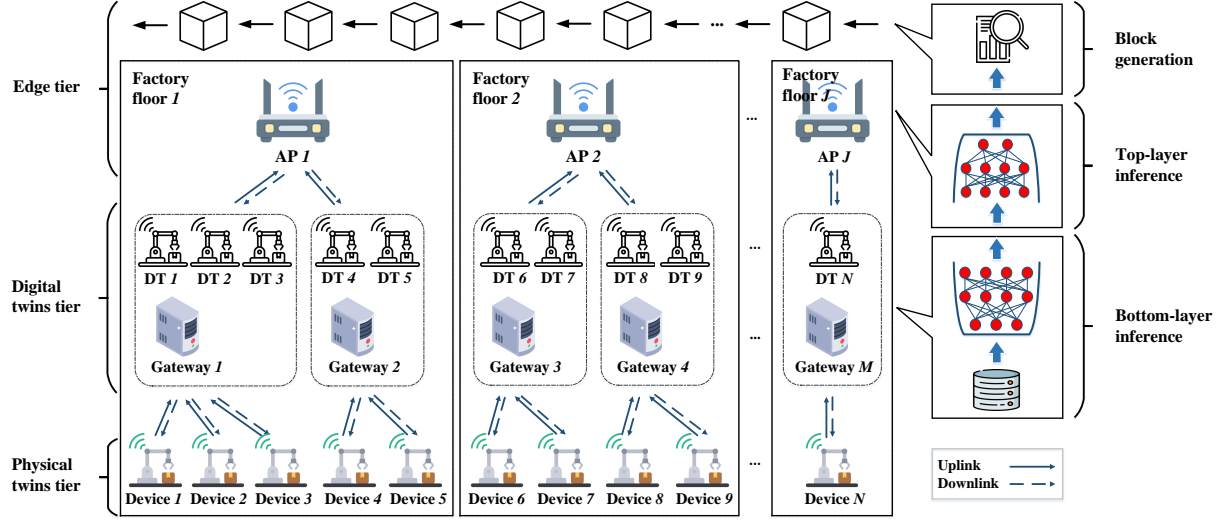 ...
Edge tier
Block
generation
Factory
floor 1
Factory
floor 2
Factory
floor J
...
AP 1
AP 2
AP J
Top-layer
inference
Digital
twins tier
DT 1
DT 2
DT 3
DT 4
DT 5
DT 6
DT 7
DT 8
DT 9
...
DT N
Gateway 1
Gateway 2
Gateway 3
Gateway 4
...
Gateway M
Bottom-layer
inference
Physical
twins tier
Device 1
Device 2
Device 3
Device 4
Device 5
Device 6
Device 7
Device 8
Device 9
...
Device N
Uplink
Downlink